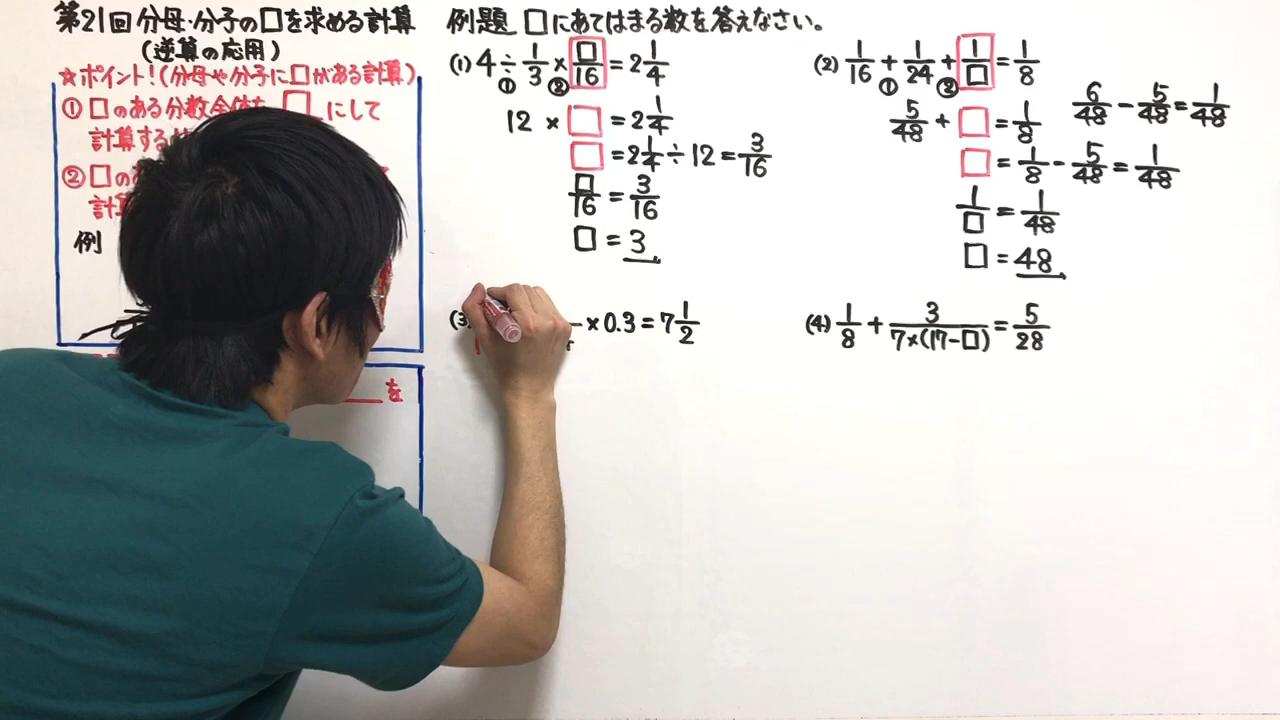 第21回 分母・分子の□を求める計算
(逆算の応用)
☆ポイント!(分母や分子に□がある計算)
① □のある分数全体を □ にして
計算する
② □の
計算
例
を
例題 □にあてはまる数を答えなさい。
(1) 4 ÷ 1/3 × □/16 = 2 1/4
① ②
12 × □ = 2 1/4
□ = 2 1/4 ÷ 12 = 3/16
□/16 = 3/16
□ = 3
(2) 1/16 + 1/24 + 1/□ = 1/8
① ②
5/48 + □ = 1/8
6/48 - 5/48 = 1/48
□ = 1/8 - 5/48 = 1/48
1/□ = 1/48
□ = 48
(3) × 0.3 = 7 1/2
(4) 1/8 + 3/7×(17-□) = 5/28